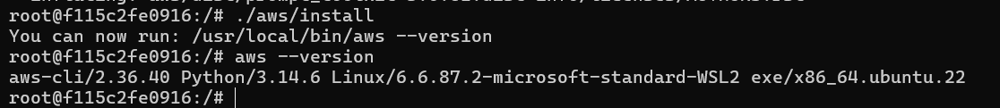 root@f115c2fe0916:/# ./aws/install
You can now run: /usr/local/bin/aws --version
root@f115c2fe0916:/# aws --version
aws-cli/2.36.40 Python/3.14.6 Linux/6.6.87.2-microsoft-standard-WSL2 exe/x86_64.ubuntu.22
root@f115c2fe0916:/#